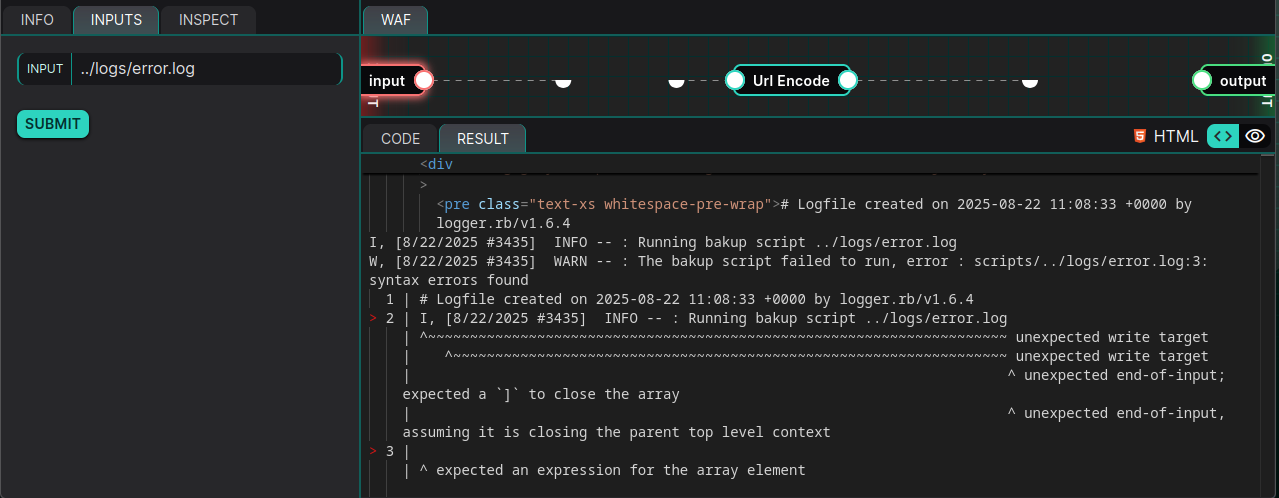 INFO INPUTS INSPECT
INPUT ../logs/error.log
SUBMIT
WAF
input Url Encode output
CODE RESULT HTML <>
<div
>
<pre class="text-xs whitespace-pre-wrap"># Logfile created on 2025-08-22 11:08:33 +0000 by
logger.rb/v1.6.4
I, [8/22/2025 #3435]  INFO -- : Running bakup script ../logs/error.log
W, [8/22/2025 #3435]  WARN -- : The bakup script failed to run, error : scripts/../logs/error.log:3:
syntax errors found
1 | # Logfile created on 2025-08-22 11:08:33 +0000 by logger.rb/v1.6.4
> 2 | I, [8/22/2025 #3435]  INFO -- : Running bakup script ../logs/error.log
| ^~~~~~~~~~~~~~~~~~~~~~~~~~~~~~~~~~~~~~~~~~~~~~~~~~~~~~~~~~~~~~~~~~~~~~ unexpected write target
|    ^~~~~~~~~~~~~~~~~~~~~~~~~~~~~~~~~~~~~~~~~~~~~~~~~~~~~~~~~~~~~~~~~~~ unexpected write target
| ^ unexpected end-of-input;
expected a `]` to close the array
| ^ unexpected end-of-input,
assuming it is closing the parent top level context
> 3 |
| ^ expected an expression for the array element